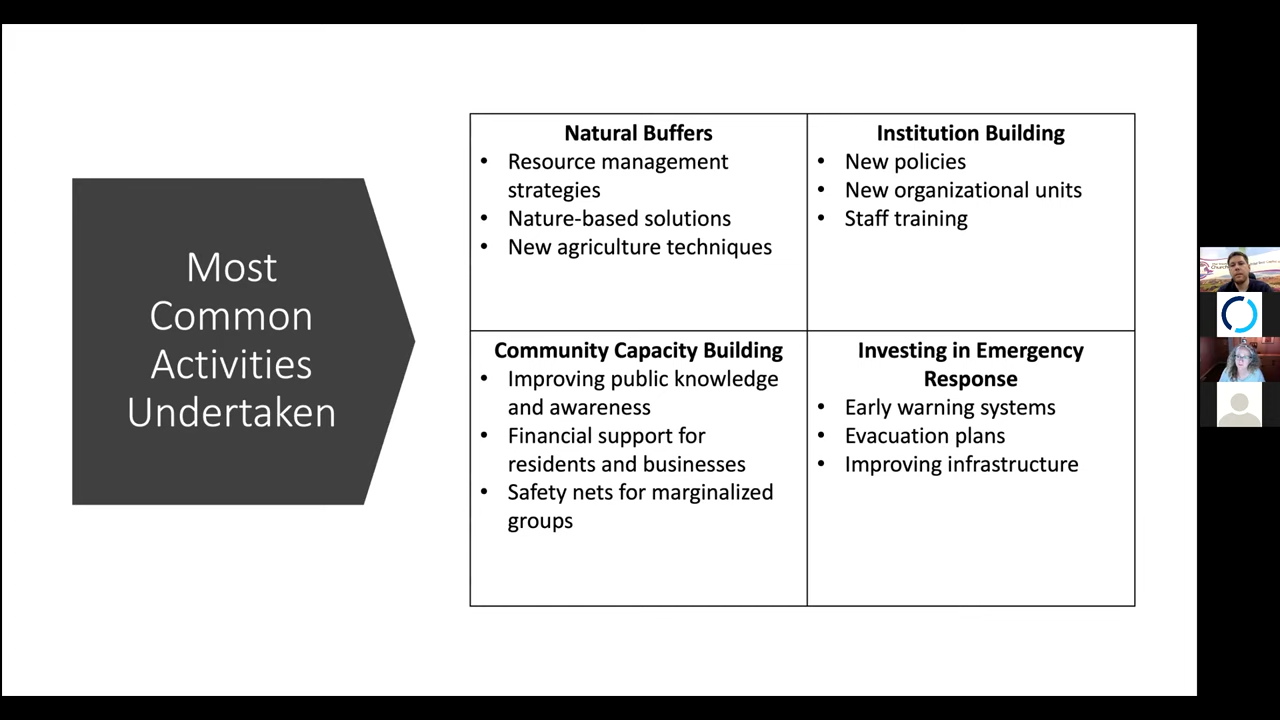 Most
Common
Activities
Undertaken
Natural Buffers
• Resource management
strategies
• Nature-based solutions
• New agriculture techniques
Institution Building
• New policies
• New organizational units
• Staff training
Community Capacity Building
• Improving public knowledge
and awareness
• Financial support for
residents and businesses
• Safety nets for marginalized
groups
Investing in Emergency
Response
• Early warning systems
• Evacuation plans
• Improving infrastructure